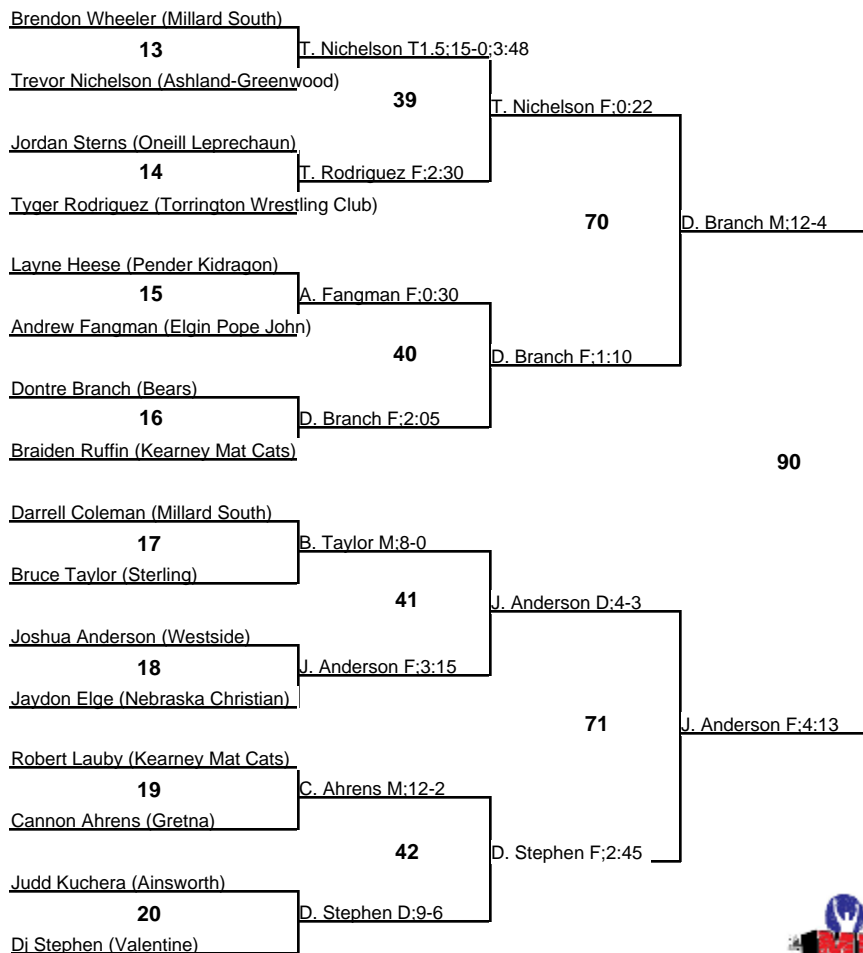 Brendon Wheeler (Millard South)
13
T. Nichelson T1.5;15-0;3:48
Trevor Nichelson (Ashland-Greenwood)
39
T. Nichelson F;0:22
Jordan Sterns (Oneill Leprechaun)
14
T. Rodriguez F;2:30
Tyger Rodriguez (Torrington Wrestling Club)
70
D. Branch M;12-4
Layne Heese (Pender Kidragon)
15
A. Fangman F;0:30
Andrew Fangman (Elgin Pope John)
40
D. Branch F;1:10
Dontre Branch (Bears)
16
D. Branch F;2:05
Braiden Ruffin (Kearney Mat Cats)
90
Darrell Coleman (Millard South)
17
B. Taylor M;8-0
Bruce Taylor (Sterling)
41
J. Anderson D;4-3
Joshua Anderson (Westside)
18
J. Anderson F;3:15
Jaydon Elge (Nebraska Christian)
71
J. Anderson F;4:13
Robert Lauby (Kearney Mat Cats)
19
C. Ahrens M;12-2
Cannon Ahrens (Gretna)
42
D. Stephen F;2:45
Judd Kuchera (Ainsworth)
20
D. Stephen D;9-6
Dj Stephen (Valentine)